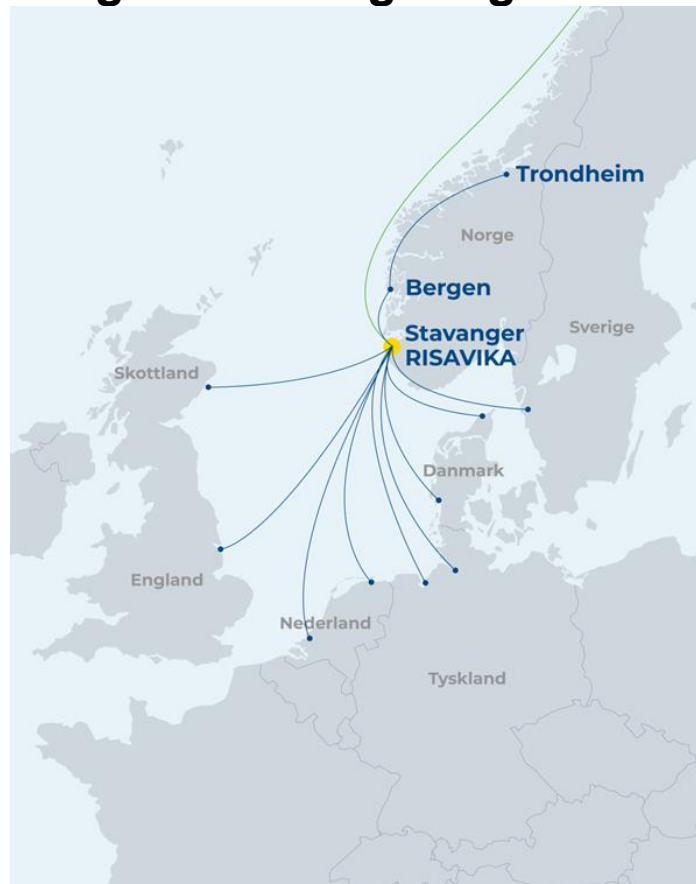 Trondheim
Norge
Bergen
Stavanger
RISAVIKA
Sverige
Skottland
Danmark
England
Nederland
Tyskland